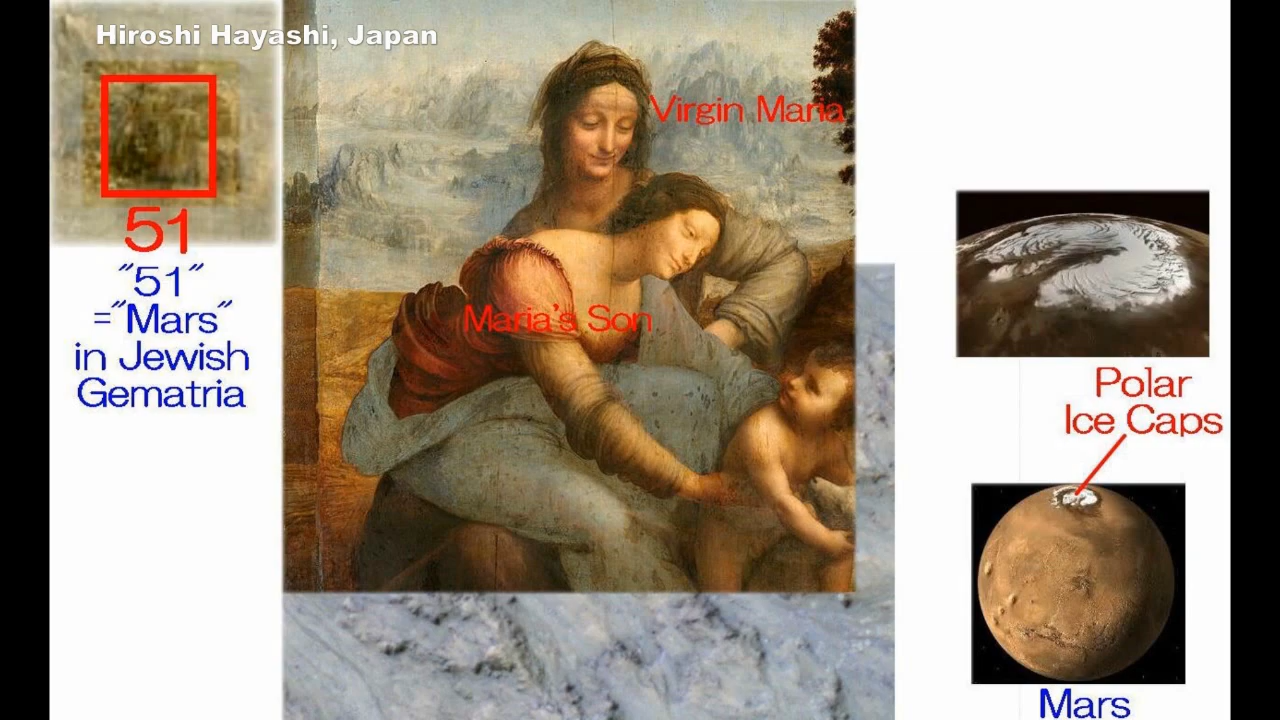 Hiroshi Hayashi, Japan
51
"51"
="Mars"
in Jewish
Gematria
Virgin Maria
Maria's Son
Polar
Ice Caps
Mars